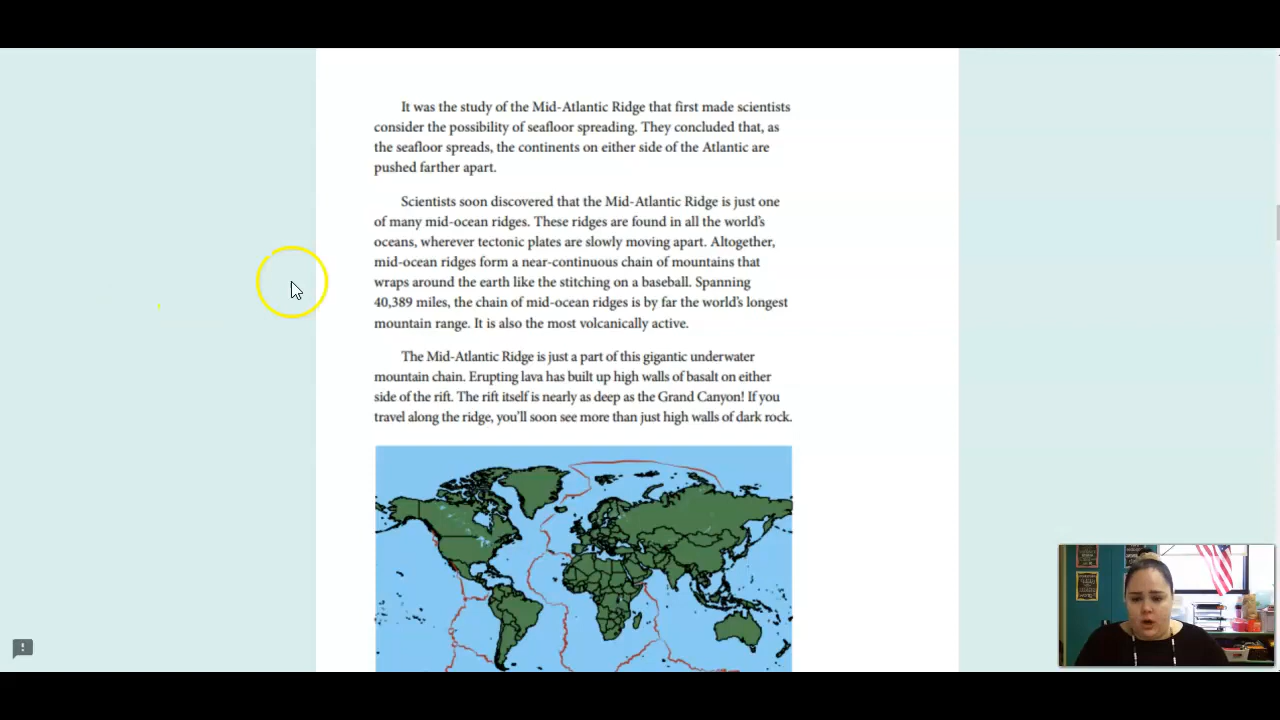 It was the study of the Mid-Atlantic Ridge that first made scientists
consider the possibility of seafloor spreading. They concluded that, as
the seafloor spreads, the continents on either side of the Atlantic are
pushed farther apart.
Scientists soon discovered that the Mid-Atlantic Ridge is just one
of many mid-ocean ridges. These ridges are found in all the world's
oceans, wherever tectonic plates are slowly moving apart. Altogether,
mid-ocean ridges form a near-continuous chain of mountains that
wraps around the earth like the stitching on a baseball. Spanning
40,389 miles, the chain of mid-ocean ridges is by far the world's longest
mountain range. It is also the most volcanically active.
The Mid-Atlantic Ridge is just a part of this gigantic underwater
mountain chain. Erupting lava has built up high walls of basalt on either
side of the rift. The rift itself is nearly as deep as the Grand Canyon! If you
travel along the ridge, you'll soon see more than just high walls of dark rock.